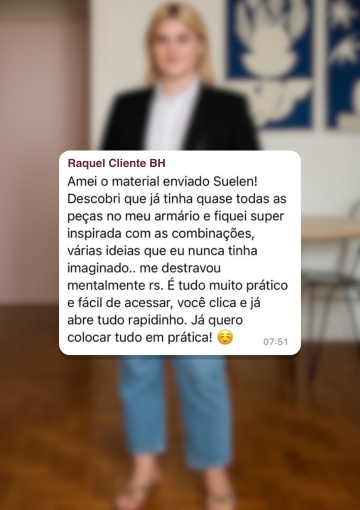 Raquel Cliente BH
Amei o material enviado Suelen!
Descobri que já tinha quase todas as
peças no meu armário e fiquei super
inspirada com as combinações,
várias ideias que eu nunca tinha
imaginado.. me destravou
mentalmente rs. É tudo muito prático
e fácil de acessar, você clica e já
abre tudo rapidinho. Já quero
colocar tudo em prática! ☺️
07:51